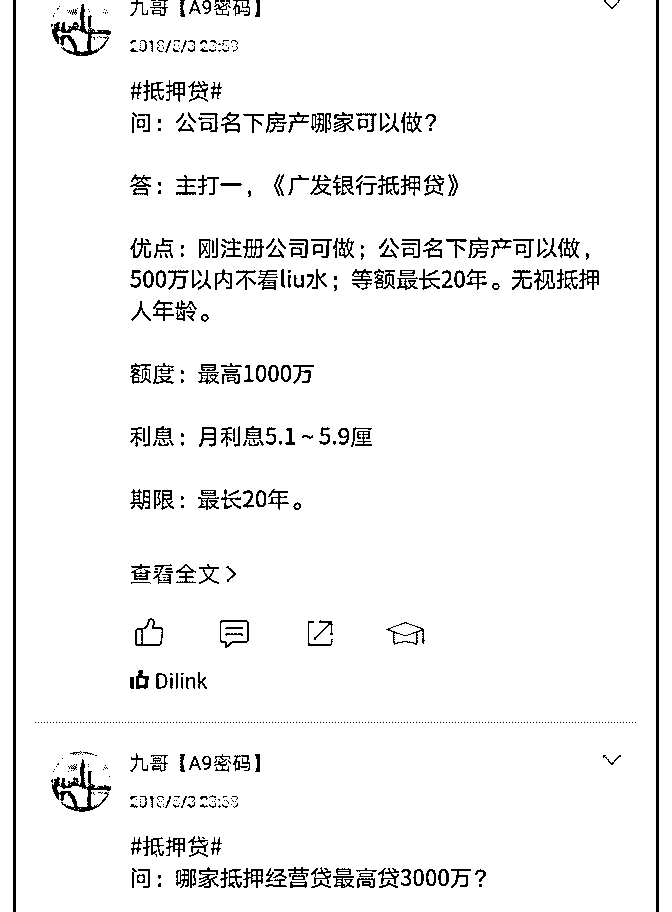 九哥【A9密码】
2018/5/3 23:58
#抵押贷#
问：公司名下房产哪家可以做？
答：主打一，《广发银行抵押贷》
优点：刚注册公司可做；公司名下房产可以做，
500万以内不看liu水；等额最长20年。无视抵押
人年龄。
额度：最高1000万
利息：月利息5.1~5.9厘
期限：最长20年。
查看全文>
Dilink
九哥【A9密码】
2018/5/3 23:58
#抵押贷#
问：哪家抵押经营贷最高贷3000万？